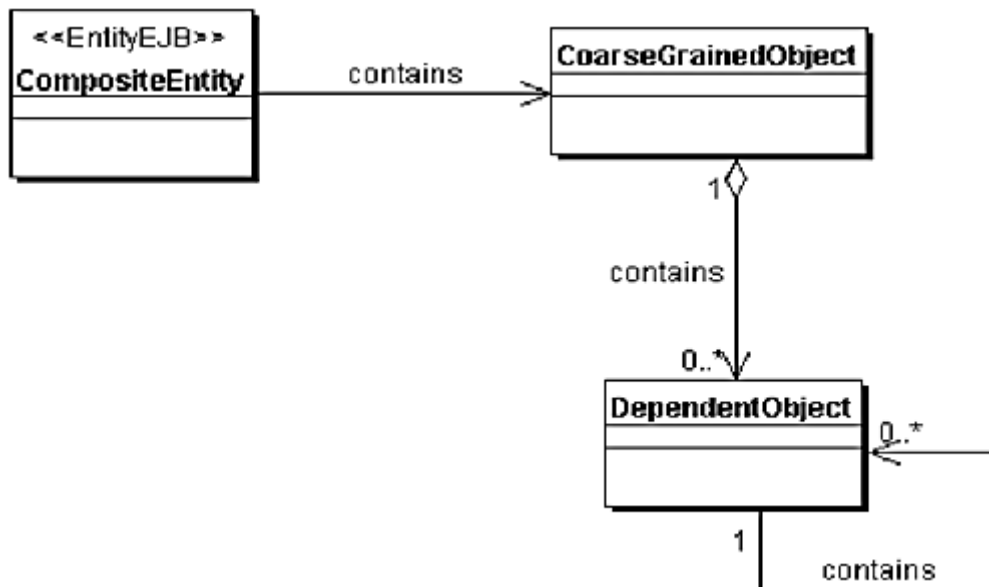 <<EntityEJB>>
CompositeEntity
contains
CoarseGrainedObject
1
contains
0..*
DependentObject
0..*
1
contains